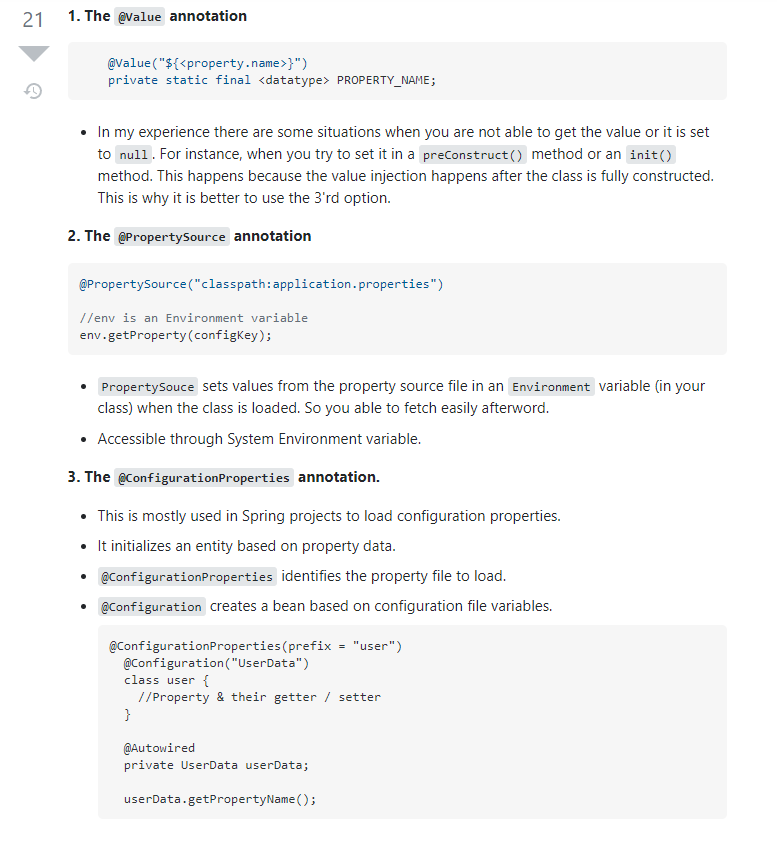 21
1. The @Value annotation
@Value("${<property.name>}")
private static final <datatype> PROPERTY_NAME;
• In my experience there are some situations when you are not able to get the value or it is set
to null. For instance, when you try to set it in a preConstruct() method or an init()
method. This happens because the value injection happens after the class is fully constructed.
This is why it is better to use the 3'rd option.
2. The @PropertySource annotation
@PropertySource("classpath:application.properties")
//env is an Environment variable
env.getProperty(configKey);
• PropertySouce sets values from the property source file in an Environment variable (in your
class) when the class is loaded. So you able to fetch easily afterword.
• Accessible through System Environment variable.
3. The @ConfigurationProperties annotation.
• This is mostly used in Spring projects to load configuration properties.
• It initializes an entity based on property data.
• @ConfigurationProperties identifies the property file to load.
• @Configuration creates a bean based on configuration file variables.
@ConfigurationProperties(prefix = "user")
@Configuration("UserData")
class user {
//Property & their getter / setter
}
@Autowired
private UserData userData;
userData.getPropertyName();